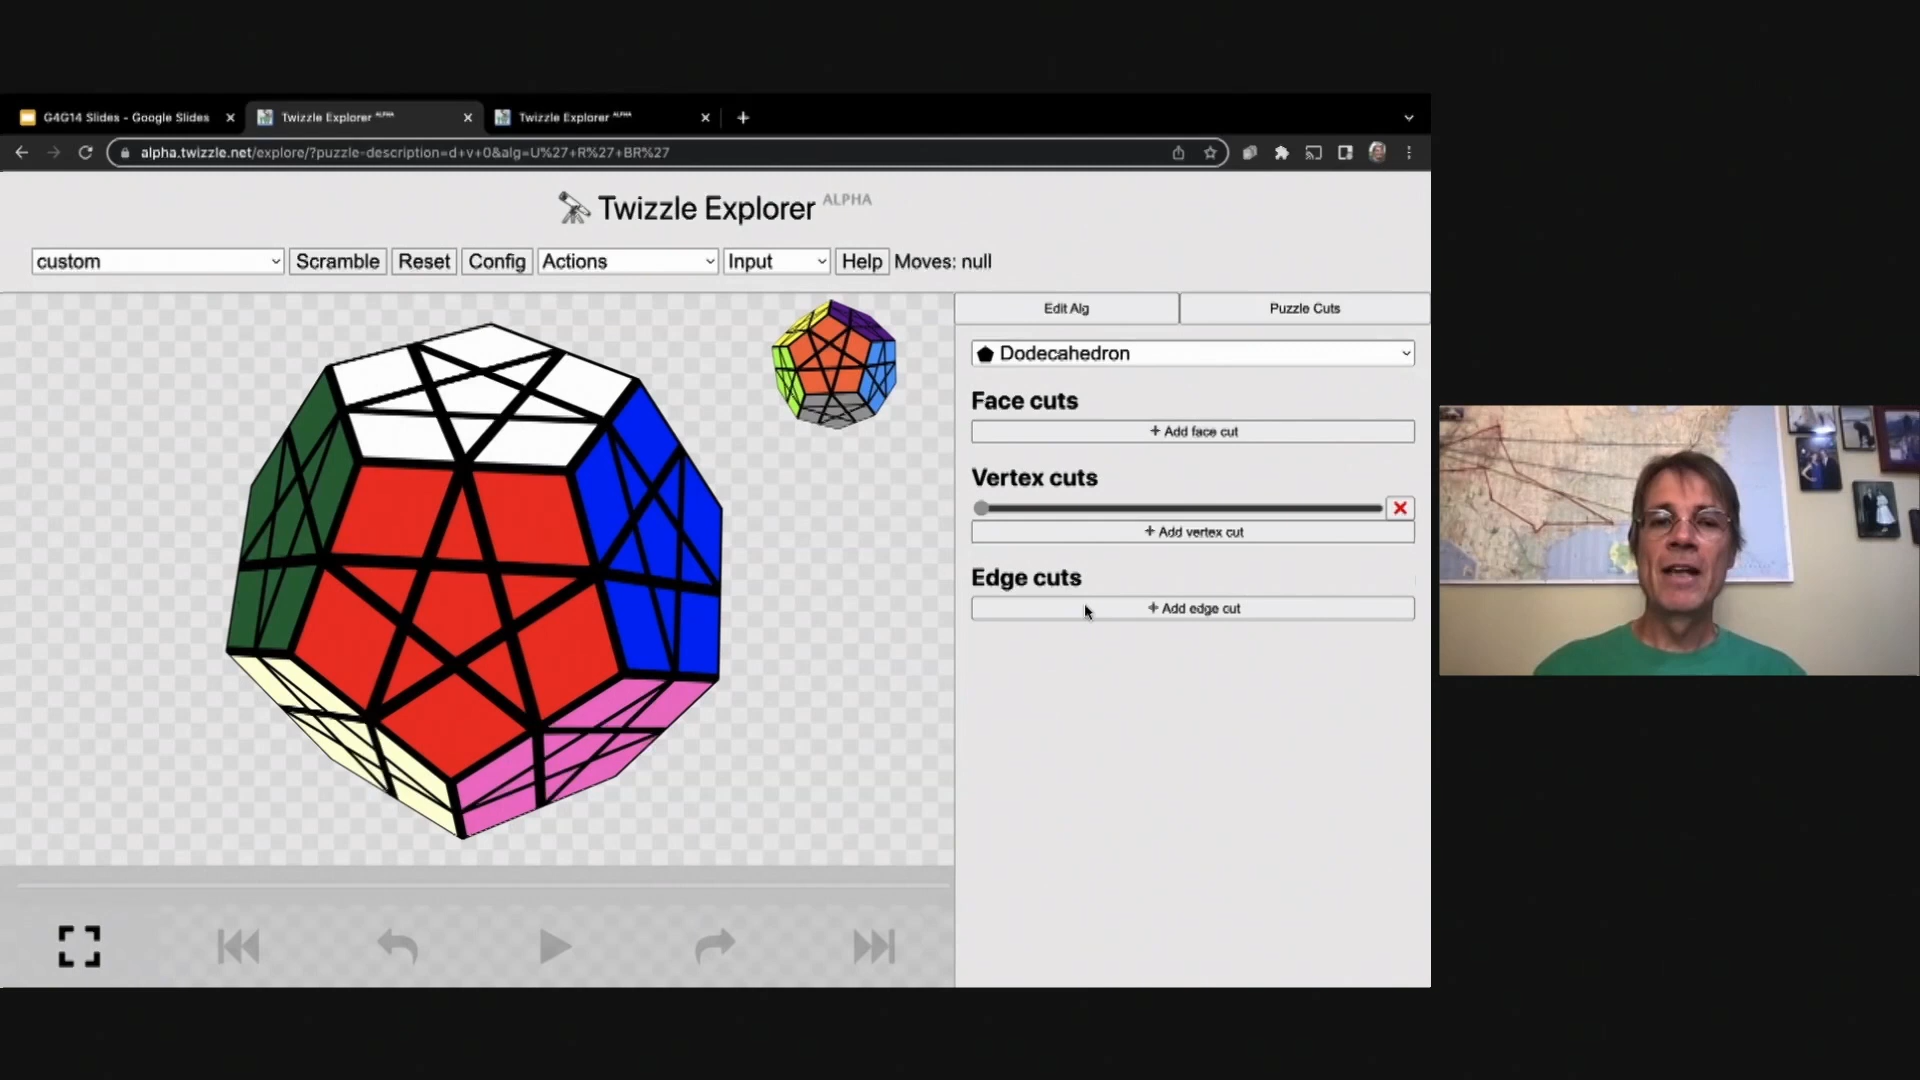 G4G14 Slides - Google Slides
Twizzle Explorer ALPHA
Twizzle Explorer ALPHA
alpha.twizzle.net/explore/?puzzle-description=d+v+0&alg=U%27+R%27+BR%27
Twizzle Explorer ALPHA
custom
Scramble
Reset
Config
Actions
Input
Help
Moves: null
Edit Alg
Puzzle Cuts
Dodecahedron
Face cuts
+ Add face cut
Vertex cuts
+ Add vertex cut
Edge cuts
+ Add edge cut